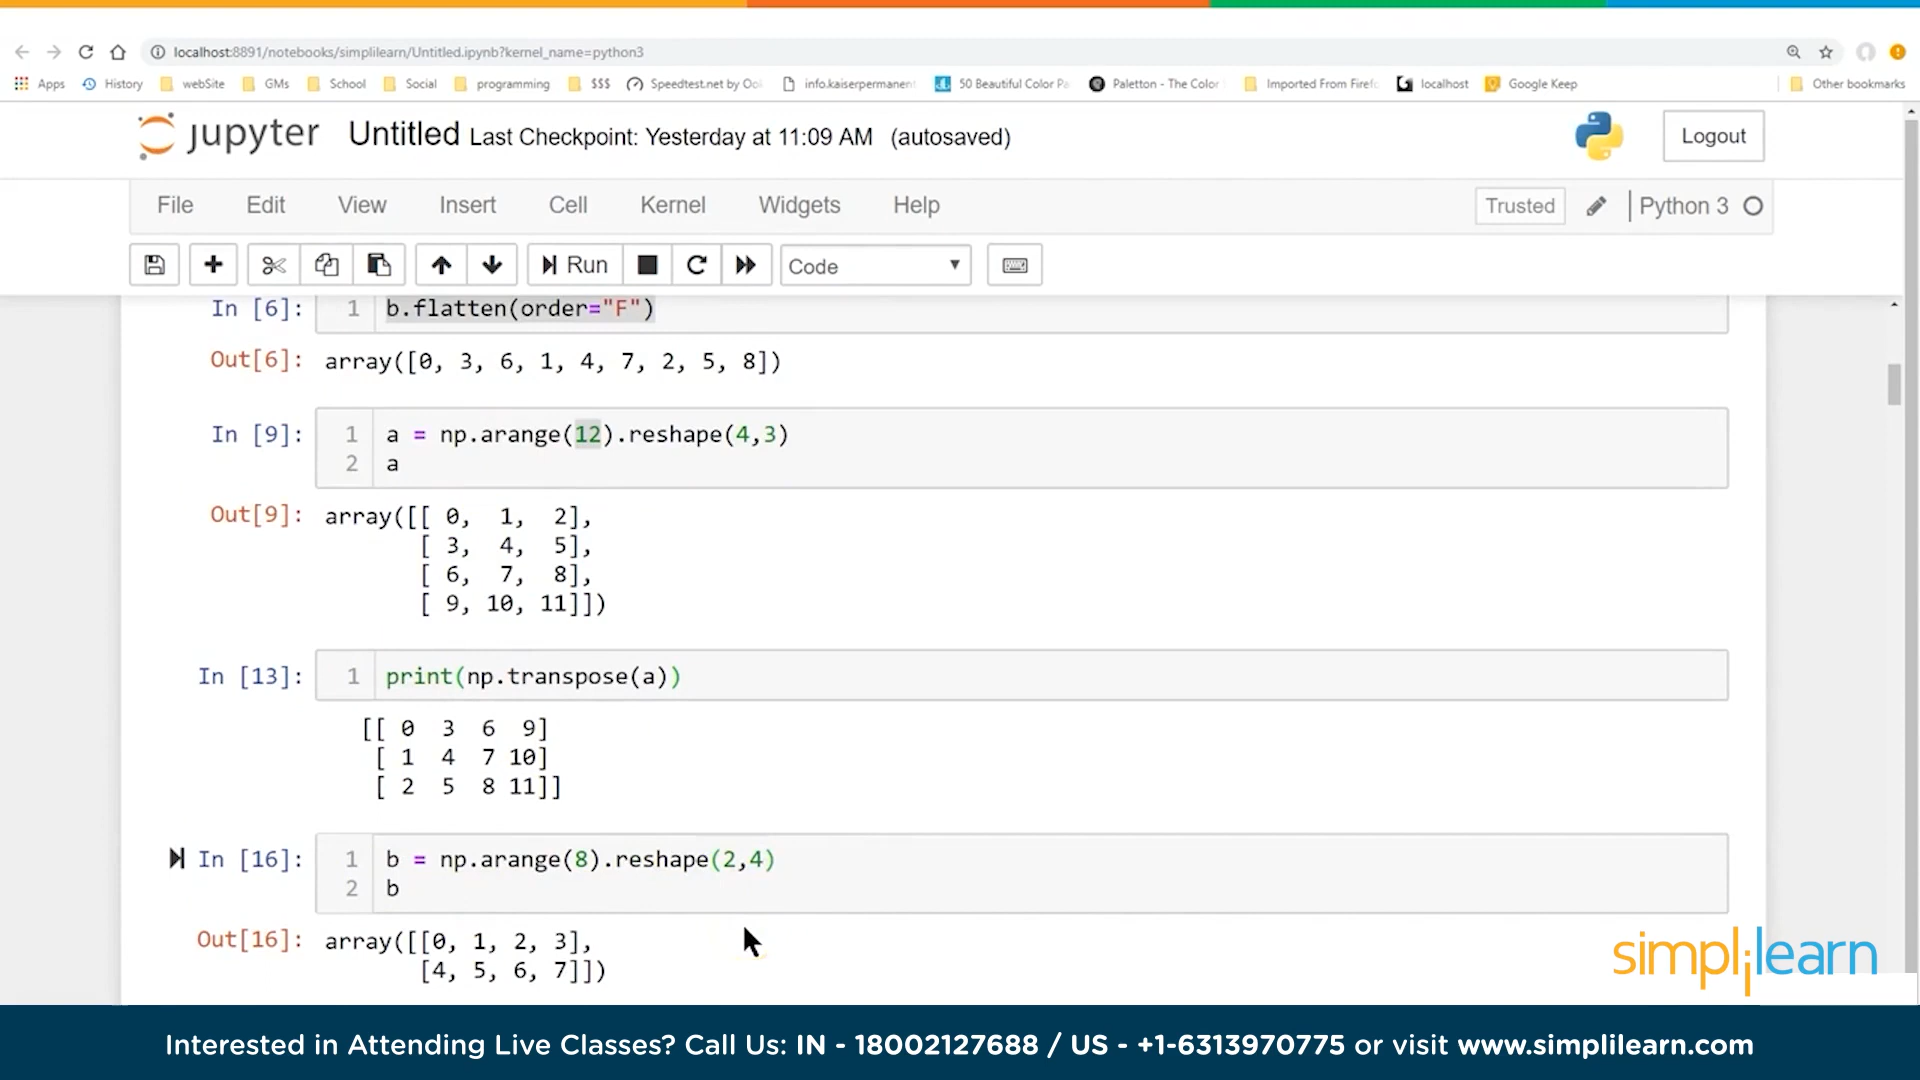 localhost:8891/notebooks/simplilearn/Untitled.ipynb?kernel_name=python3
Apps History webSite GMs School Social programming $$$ Speedtest.net by Ool info.kaiserpermanent 50 Beautiful Color Pa Paletton - The Color Imported From Firefo localhost Google Keep Other bookmarks
jupyter Untitled Last Checkpoint: Yesterday at 11:09 AM (autosaved) Logout
File Edit View Insert Cell Kernel Widgets Help Trusted Python 3
Run Code
In [6]: 1 b.flatten(order="F")
Out[6]: array([0, 3, 6, 1, 4, 7, 2, 5, 8])
In [9]: 1 a = np.arange(12).reshape(4,3)
2 a
Out[9]: array([[ 0, 1, 2],
[ 3, 4, 5],
[ 6, 7, 8],
[ 9, 10, 11]])
In [13]: 1 print(np.transpose(a))
[[ 0 3 6 9]
[ 1 4 7 10]
[ 2 5 8 11]]
In [16]: 1 b = np.arange(8).reshape(2,4)
2 b
Out[16]: array([[0, 1, 2, 3],
[4, 5, 6, 7]])
simplilearn
Interested in Attending Live Classes? Call Us: IN - 18002127688 / US - +1-6313970775 or visit www.simplilearn.com